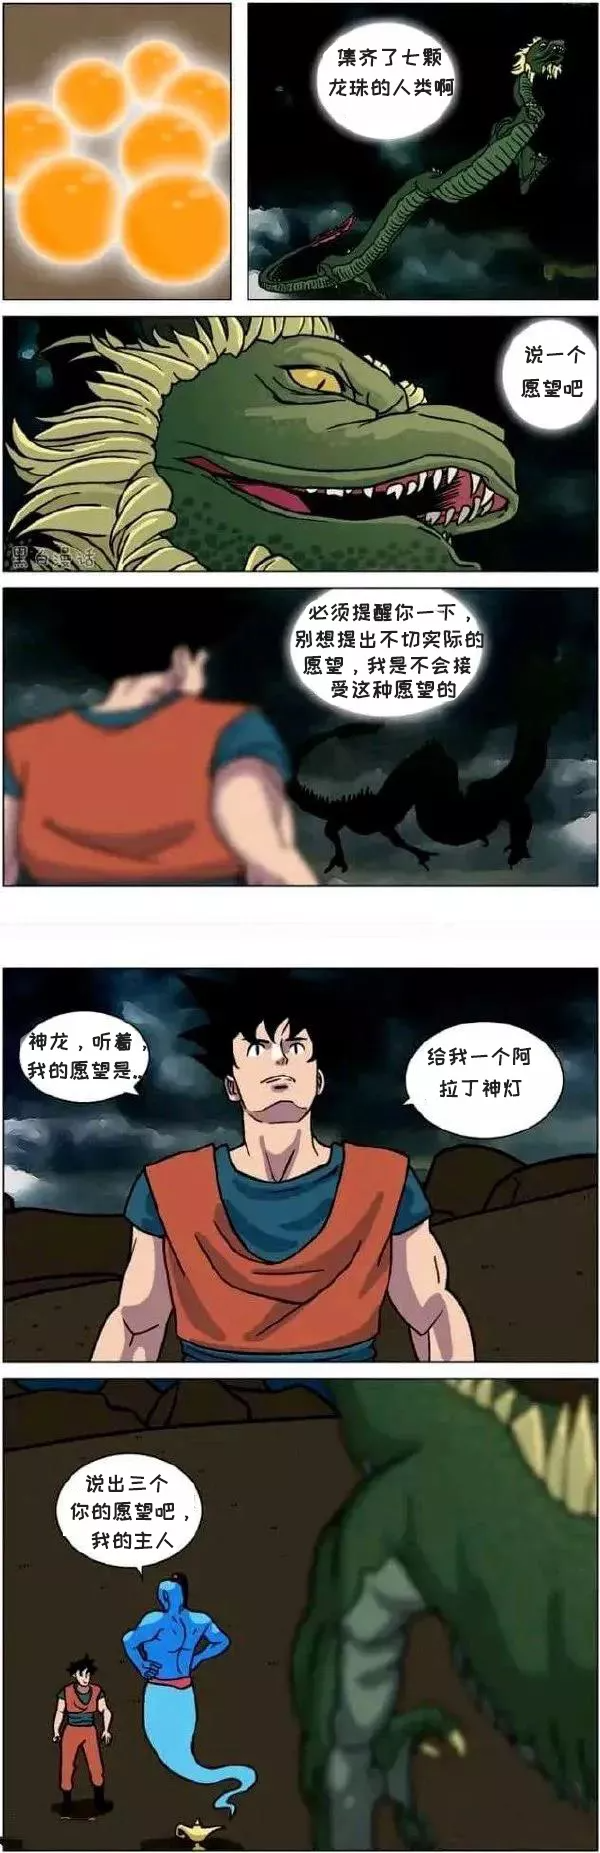 集齐了七颗
龙珠的人类啊
说一个
愿望吧
黑白漫话
必须提醒你一下，
别想提出不切实际的
愿望，我是不会接
受这种愿望的
神龙，听着，
我的愿望是..
给我一个阿
拉丁神灯
说出三个
你的愿望吧，
我的主人